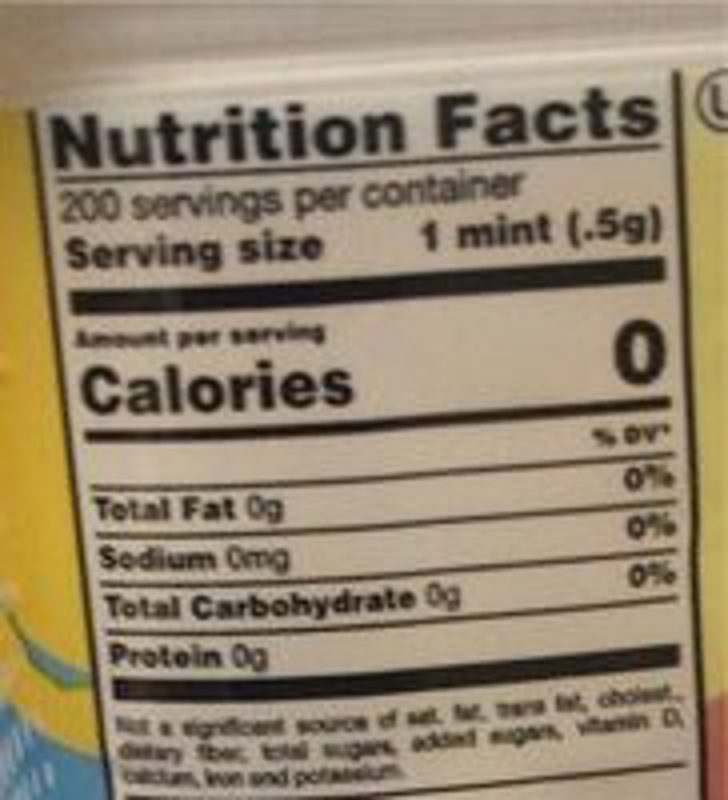 Nutrition Facts
200 servings per container
Serving size 1 mint (.5g)
Amount per serving
Calories 0
% DV*
Total Fat 0g 0%
Sodium 0mg 0%
Total Carbohydrate 0g 0%
Protein 0g
Not a significant source of sat. fat, trans fat, cholest.,
dietary fiber, total sugars, added sugars, vitamin D,
calcium, iron and potassium.